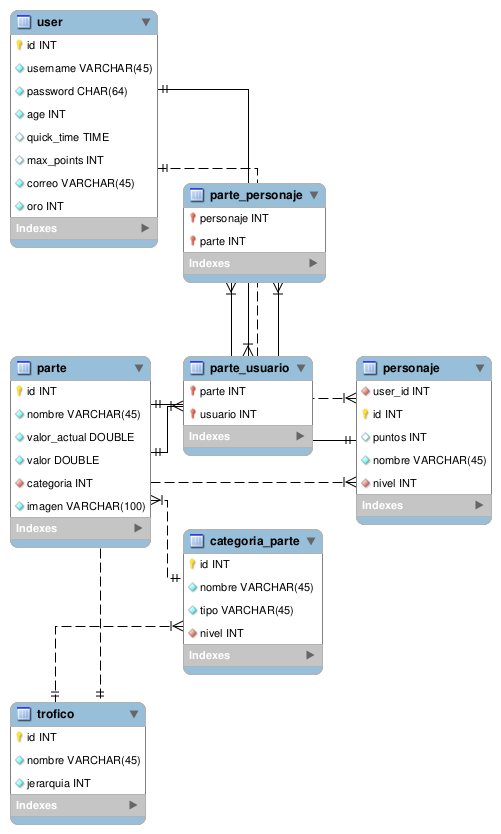 user
id INT
username VARCHAR(45)
password CHAR(64)
age INT
quick_time TIME
max_points INT
correo VARCHAR(45)
oro INT
Indexes
parte_personaje
personaje INT
parte INT
Indexes
parte
id INT
nombre VARCHAR(45)
valor_actual DOUBLE
valor DOUBLE
categoria INT
imagen VARCHAR(100)
Indexes
parte_usuario
parte INT
usuario INT
Indexes
personaje
user_id INT
id INT
puntos INT
nombre VARCHAR(45)
nivel INT
Indexes
categoria_parte
id INT
nombre VARCHAR(45)
tipo VARCHAR(45)
nivel INT
Indexes
trofico
id INT
nombre VARCHAR(45)
jerarquia INT
Indexes